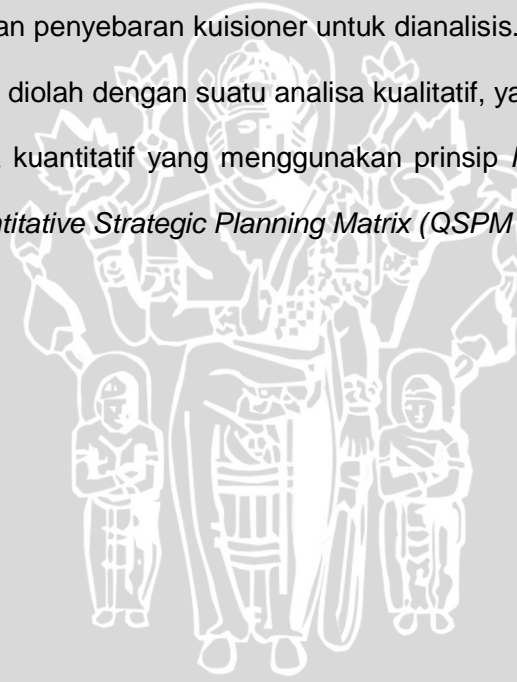 an penyebaran kuisioner untuk dianalisis.
diolah dengan suatu analisa kualitatif, ya
kuantitatif yang menggunakan prinsip
ntitative Strategic Planning Matrix (QSPM